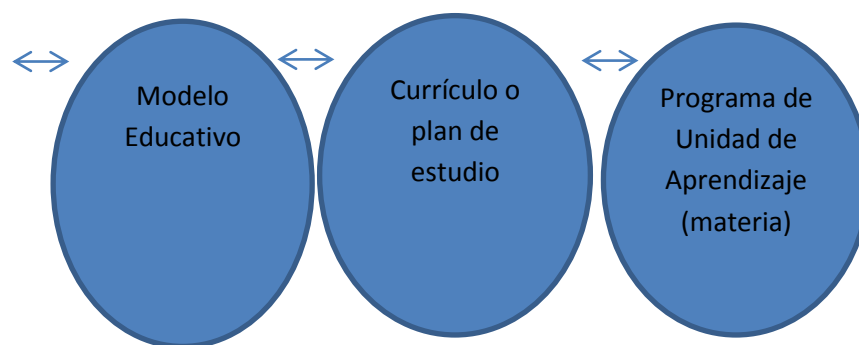 Modelo
Educativo
Currículo o
plan de
estudio
Programa de
Unidad de
Aprendizaje
(materia)